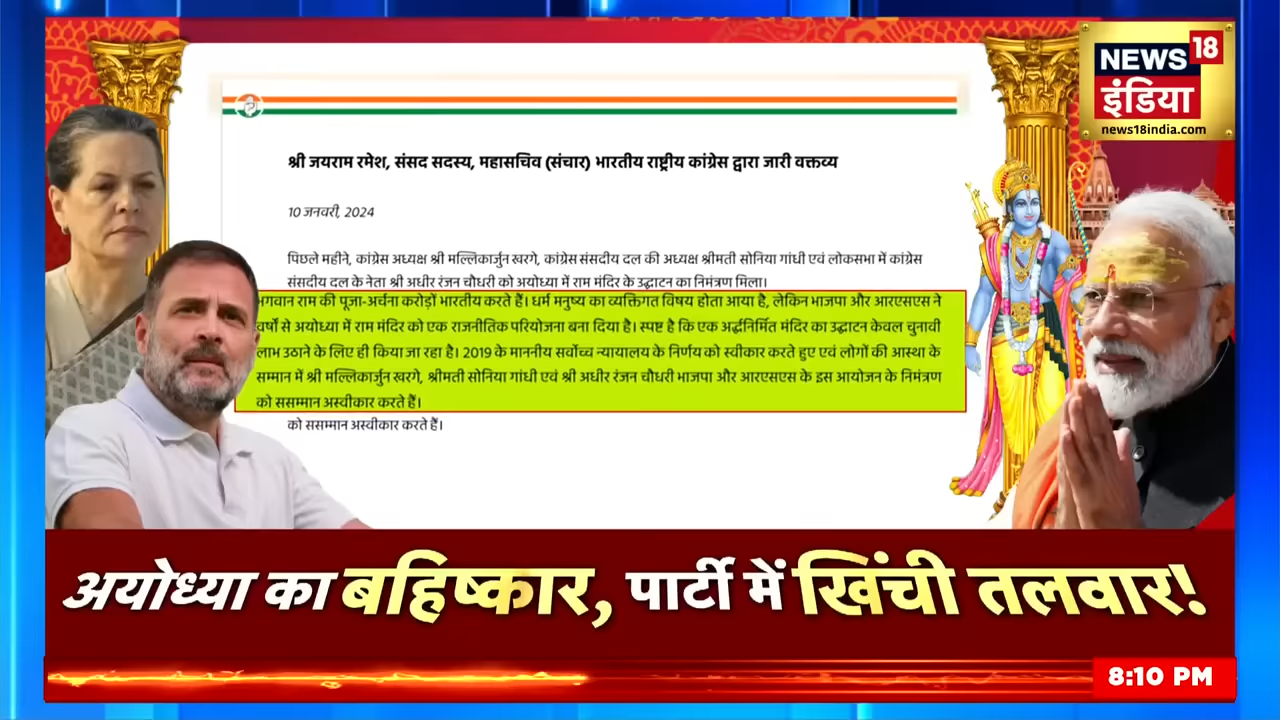 NEWS 18
इंडिया
news18india.com
श्री जयराम रमेश, संसद सदस्य, महासचिव (संचार) भारतीय राष्ट्रीय कांग्रेस द्वारा जारी वक्तव्य
10 जनवरी, 2024
पिछले महीने, कांग्रेस अध्यक्ष श्री मल्लिकार्जुन खरगे, कांग्रेस संसदीय दल की अध्यक्ष श्रीमती सोनिया गांधी एवं लोकसभा में कांग्रेस
संसदीय दल के नेता श्री अधीर रंजन चौधरी को अयोध्या में राम मंदिर के उद्घाटन का निमंत्रण मिला।
भगवान राम की पूजा-अर्चना करोड़ों भारतीय करते हैं। धर्म मनुष्य का व्यक्तिगत विषय होता आया है, लेकिन भाजपा और आरएसएस ने
वर्षों से अयोध्या में राम मंदिर को एक राजनीतिक परियोजना बना दिया है। स्पष्ट है कि एक अर्द्धनिर्मित मंदिर का उद्घाटन केवल चुनावी
लाभ उठाने के लिए ही किया जा रहा है। 2019 के माननीय सर्वोच्च न्यायालय के निर्णय को स्वीकार करते हुए एवं लोगों की आस्था के
सम्मान में श्री मल्लिकार्जुन खरगे, श्रीमती सोनिया गांधी एवं श्री अधीर रंजन चौधरी भाजपा और आरएसएस के इस आयोजन के निमंत्रण
को ससम्मान अस्वीकार करते हैं।
को ससम्मान अस्वीकार करते हैं।
अयोध्या का बहिष्कार, पार्टी में खिंची तलवार!
8:10 PM